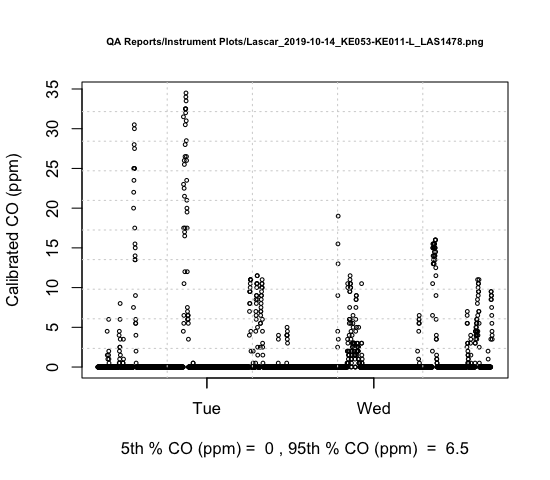 QA Reports/Instrument Plots/Lascar_2019-10-14_KE053-KE011-L_LAS1478.png
Calibrated CO (ppm)
35
30
25
20
15
10
5
0
Tue Wed
5th % CO (ppm) = 0 , 95th % CO (ppm) = 6.5